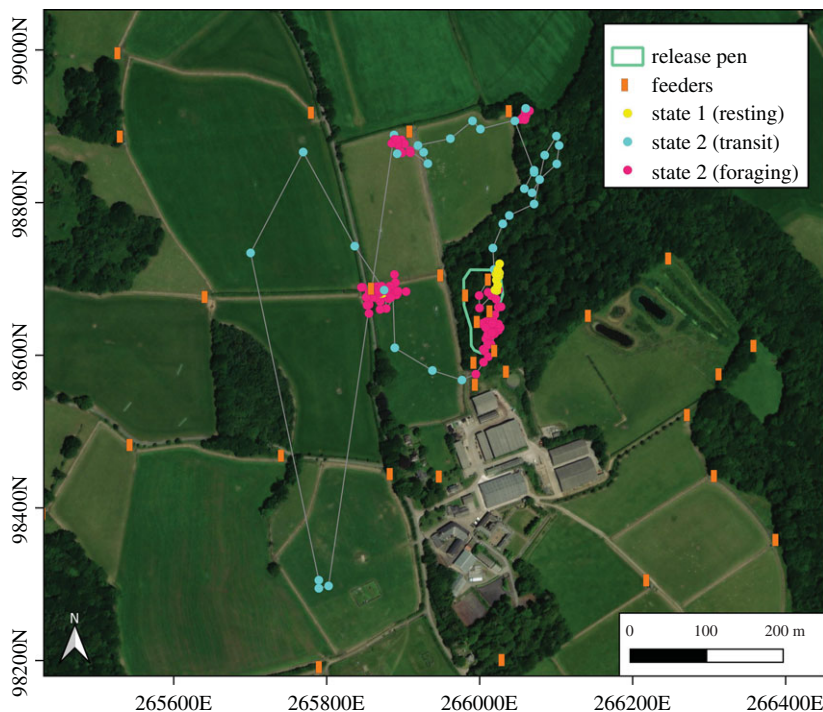 99000N
98800N
98600N
98400N
98200N
release pen
feeders
state 1 (resting)
state 2 (transit)
state 2 (foraging)
N
0 100 200 m
265600E 265800E 266000E 266200E 266400E